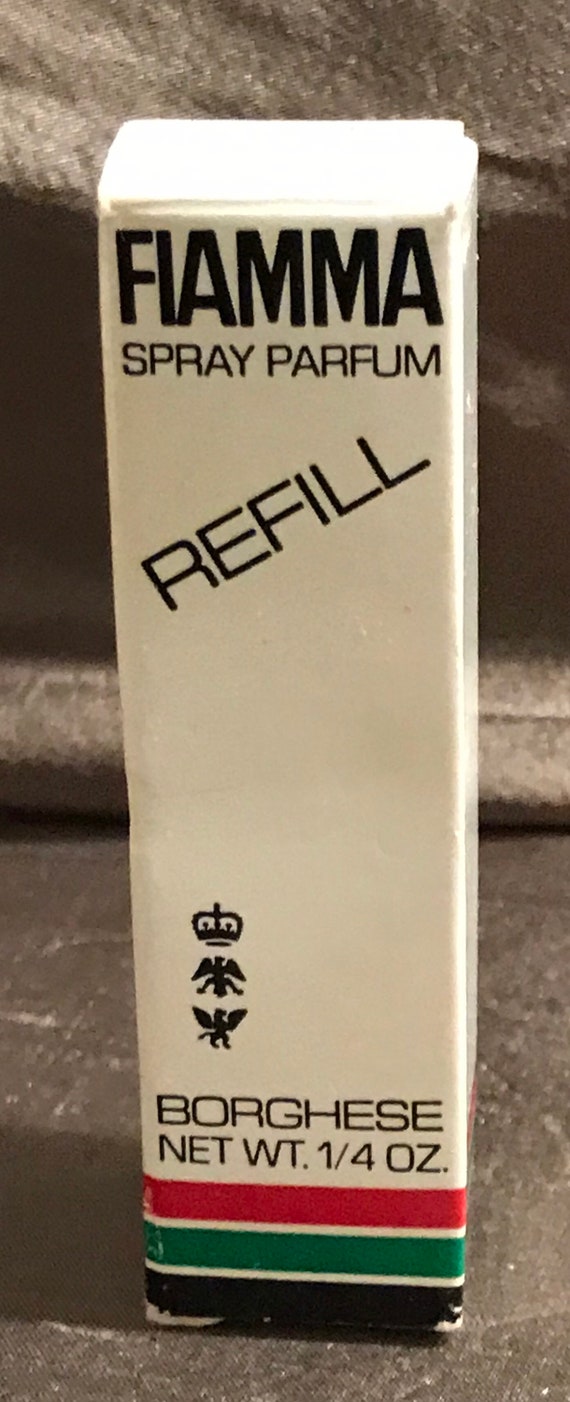 FIAMMA
SPRAY PARFUM
REFILL
BORGHESE
NET WT. 1/4 OZ.